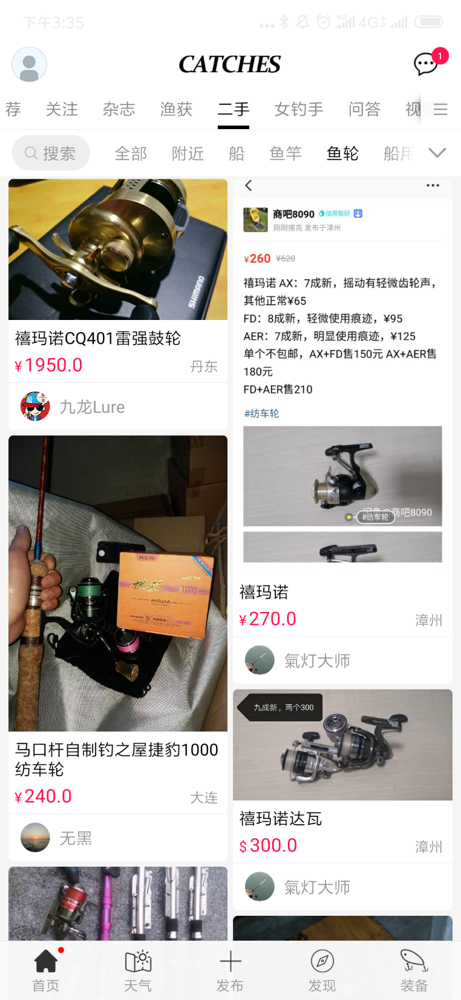 下午3:35
HD
4G+
CATCHES
1
荐 关注 杂志 渔获 二手 女钓手 问答 视频
搜索 全部 附近 船 鱼竿 鱼轮 船用
SHIMANO
禧玛诺CQ401雷强鼓轮
¥1950.0
丹东
九龙Lure
商吧8090 信用极好
刚刚擦亮 发布于漳州
¥260 ¥620
禧玛诺 AX：7成新，摇动有轻微齿轮声，
其他正常¥65
FD：8成新，轻微使用痕迹，¥95
AER：7成新，明显使用痕迹，¥125
单个不包邮，AX+FD售150元 AX+AER售
180元
FD+AER售210
#纺车轮
闲鱼@商吧8090
#纺车轮
禧玛诺
¥270.0
漳州
氣灯大师
NEW
1000
JAGUAR
马口杆自制钓之屋捷豹1000
纺车轮
¥240.0
大连
无黑
九成新，两个300
禧玛诺达瓦
$300.0
漳州
氣灯大师
首页 天气 发布 发现 装备